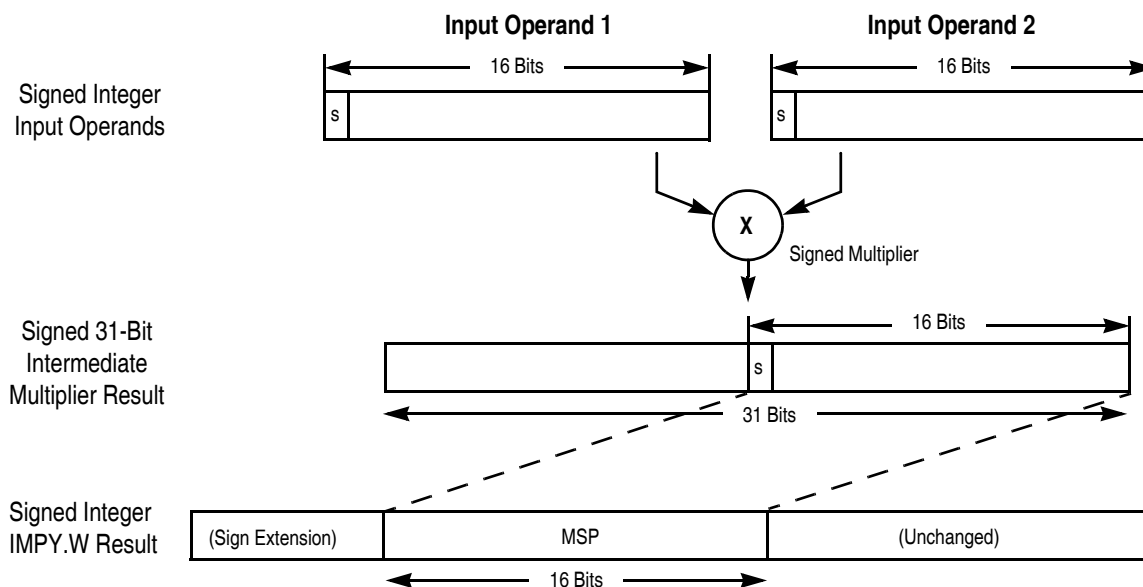 Input Operand 1
Input Operand 2
16 Bits
16 Bits
Signed Integer
Input Operands
s
s
X
Signed Multiplier
Signed 31-Bit
Intermediate
Multiplier Result
16 Bits
s
31 Bits
Signed Integer
IMPY.W Result
(Sign Extension)
MSP
(Unchanged)
16 Bits